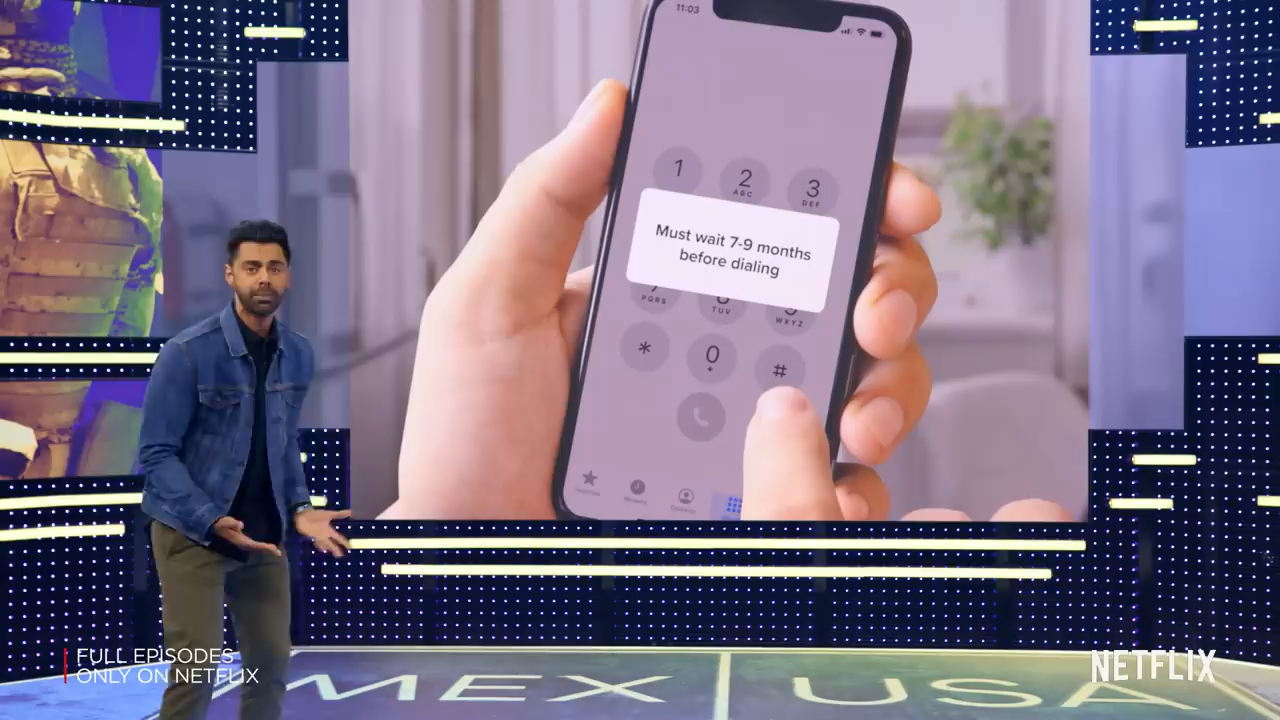 11:03
1
2
ABC
3
DEF
Must wait 7-9 months
before dialing
PQRS
TUV
WXYZ
*
0
+
#
FULL EPISODES
ONLY ON NETFLIX
NETFLIX
MEX
USA